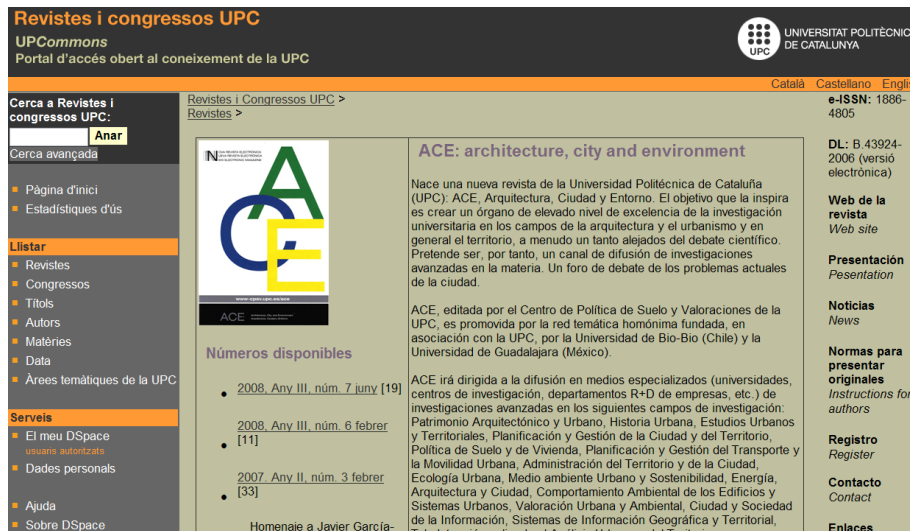 Revistes i congressos UPC
UPCommons
Portal d'accés obert al coneixement de la UPC
UPC
UNIVERSITAT POLITÈCNIC
DE CATALUNYA
Català Castellano Englis
Cerca a Revistes i
congressos UPC:
Anar
Cerca avançada
Pàgina d'inici
Estadístiques d'ús
Llistar
Revistes
Congressos
Títols
Autors
Matèries
Data
Àrees temàtiques de la UPC
Serveis
El meu DSpace
usuaris autoritzats
Dades personals
Ajuda
Sobre DSpace
Revistes i Congressos UPC >
Revistes >
ACE
www.upsv.upc.es/ace
ACE
Números disponibles
2008, Any III, núm. 7 juny [19]
2008, Any III, núm. 6 febrer
[11]
2007. Any II, núm. 3 febrer
[33]
Homenaje a Javier García-
ACE: architecture, city and environment
Nace una nueva revista de la Universidad Politécnica de Cataluña
(UPC): ACE, Arquitectura, Ciudad y Entorno. El objetivo que la inspira
es crear un órgano de elevado nivel de excelencia de la investigación
universitaria en los campos de la arquitectura y el urbanismo y en
general el territorio, a menudo un tanto alejados del debate científico.
Pretende ser, por tanto, un canal de difusión de investigaciones
avanzadas en la materia. Un foro de debate de los problemas actuales
de la ciudad.
ACE, editada por el Centro de Política de Suelo y Valoraciones de la
UPC, es promovida por la red temática homónima fundada, en
asociación con la UPC, por la Universidad de Bio-Bio (Chile) y la
Universidad de Guadalajara (México).
ACE irá dirigida a la difusión en medios especializados (universidades,
centros de investigación, departamentos R+D de empresas, etc.) de
investigaciones avanzadas en los siguientes campos de investigación:
Patrimonio Arquitectónico y Urbano, Historia Urbana, Estudios Urbanos
y Territoriales, Planificación y Gestión de la Ciudad y del Territorio,
Política de Suelo y de Vivienda, Planificación y Gestión del Transporte y
la Movilidad Urbana, Administración del Territorio y de la Ciudad,
Ecología Urbana, Medio ambiente Urbano y Sostenibilidad, Energía,
Arquitectura y Ciudad, Comportamiento Ambiental de los Edificios y
Sistemas Urbanos, Valoración Urbana y Ambiental, Ciudad y Sociedad
de la Información, Sistemas de Información Geográfica y Territorial,
e-ISSN: 1886-
4805
DL: B.43924-
2006 (versió
electrònica)
Web de la
revista
Web site
Presentación
Pesentation
Noticias
News
Normas para
presentar
originales
Instructions for
authors
Registro
Register
Contacto
Contact
Enlaces